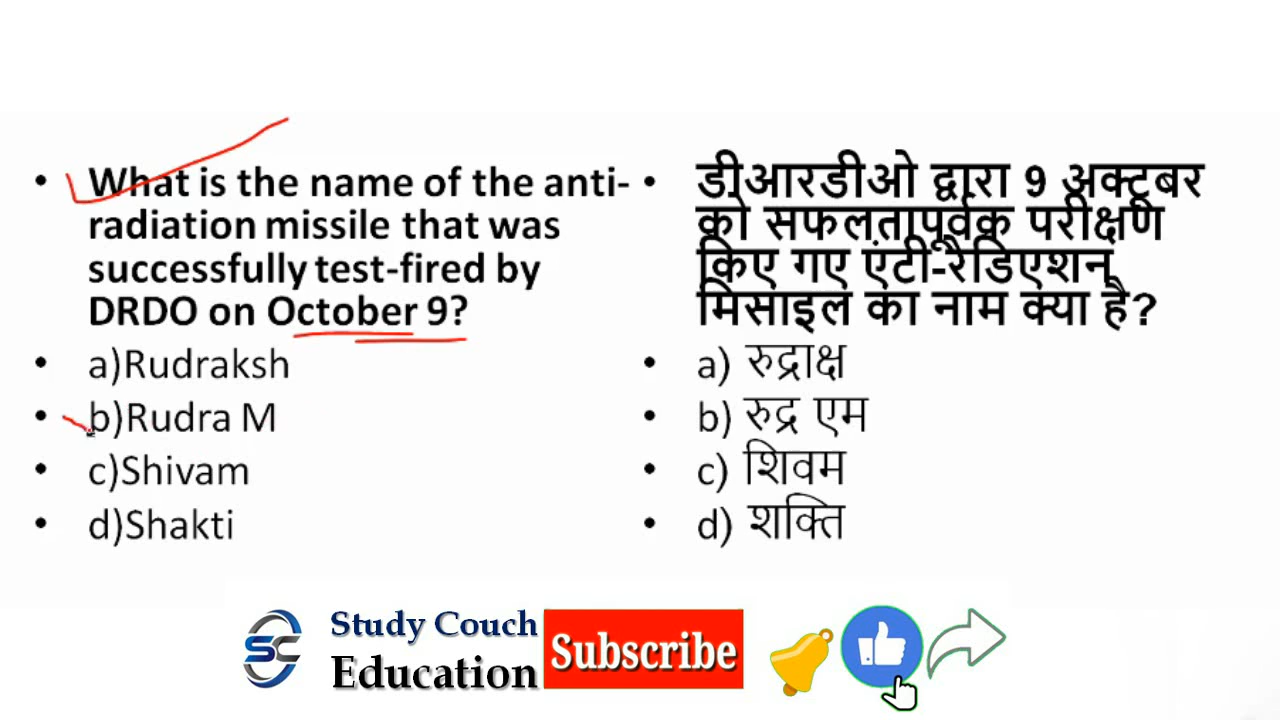 • What is the name of the anti-
radiation missile that was
successfully test-fired by
DRDO on October 9?
• a)Rudraksh
• b)Rudra M
• c)Shivam
• d)Shakti
• डीआरडीओ द्वारा 9 अक्टूबर
को सफलतापूर्वक परीक्षण
किए गए एंटी-रैडिएशन
मिसाइल का नाम क्या है?
• a) रुद्राक्ष
• b) रुद्र एम
• c) शिवम
• d) शक्ति
SC
Study Couch
Education
Subscribe